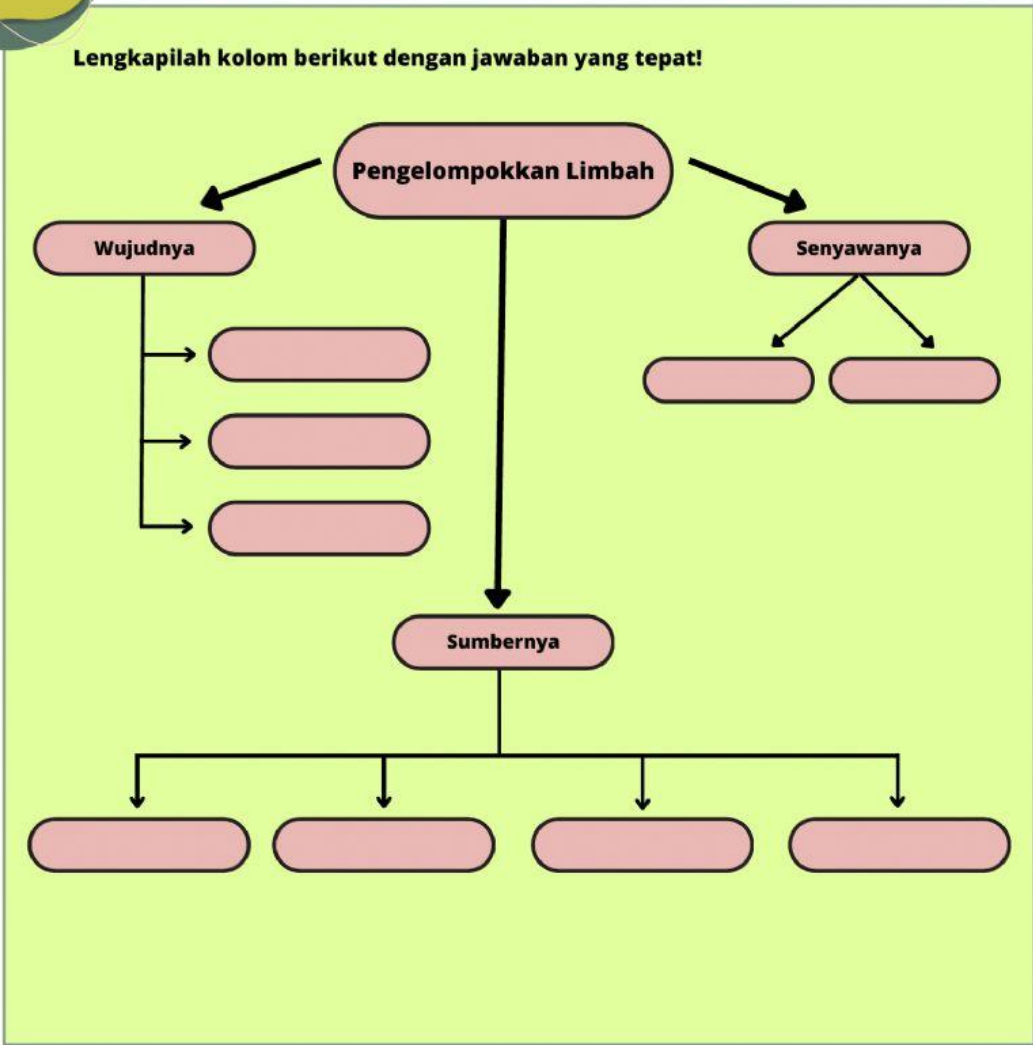 Lengkapilah kolom berikut dengan jawaban yang tepat!
Pengelompokkan Limbah
Wujudnya
Senyawanya
Sumbernya